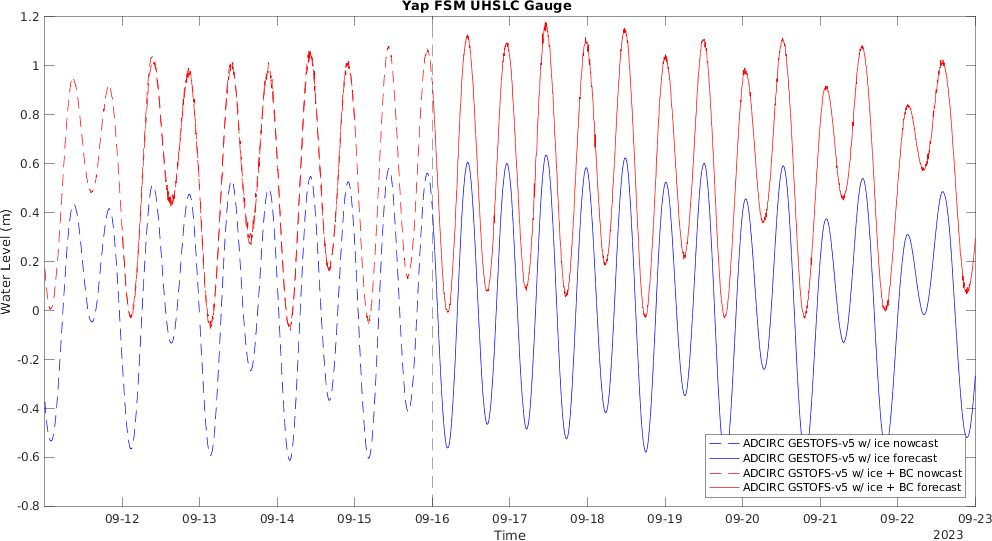 Yap FSM UHSLC Gauge
Water Level (m)
1.2
1
0.8
0.6
0.4
0.2
0
-0.2
-0.4
-0.6
-0.8
ADCIRC GESTOFS-v5 w/ ice nowcast
ADCIRC GESTOFS-v5 w/ ice forecast
ADCIRC GSTOFS-v5 w/ ice + BC nowcast
ADCIRC GSTOFS-v5 w/ ice + BC forecast
09-12 09-13 09-14 09-15 09-16 09-17 09-18 09-19 09-20 09-21 09-22 09-23
Time
2023